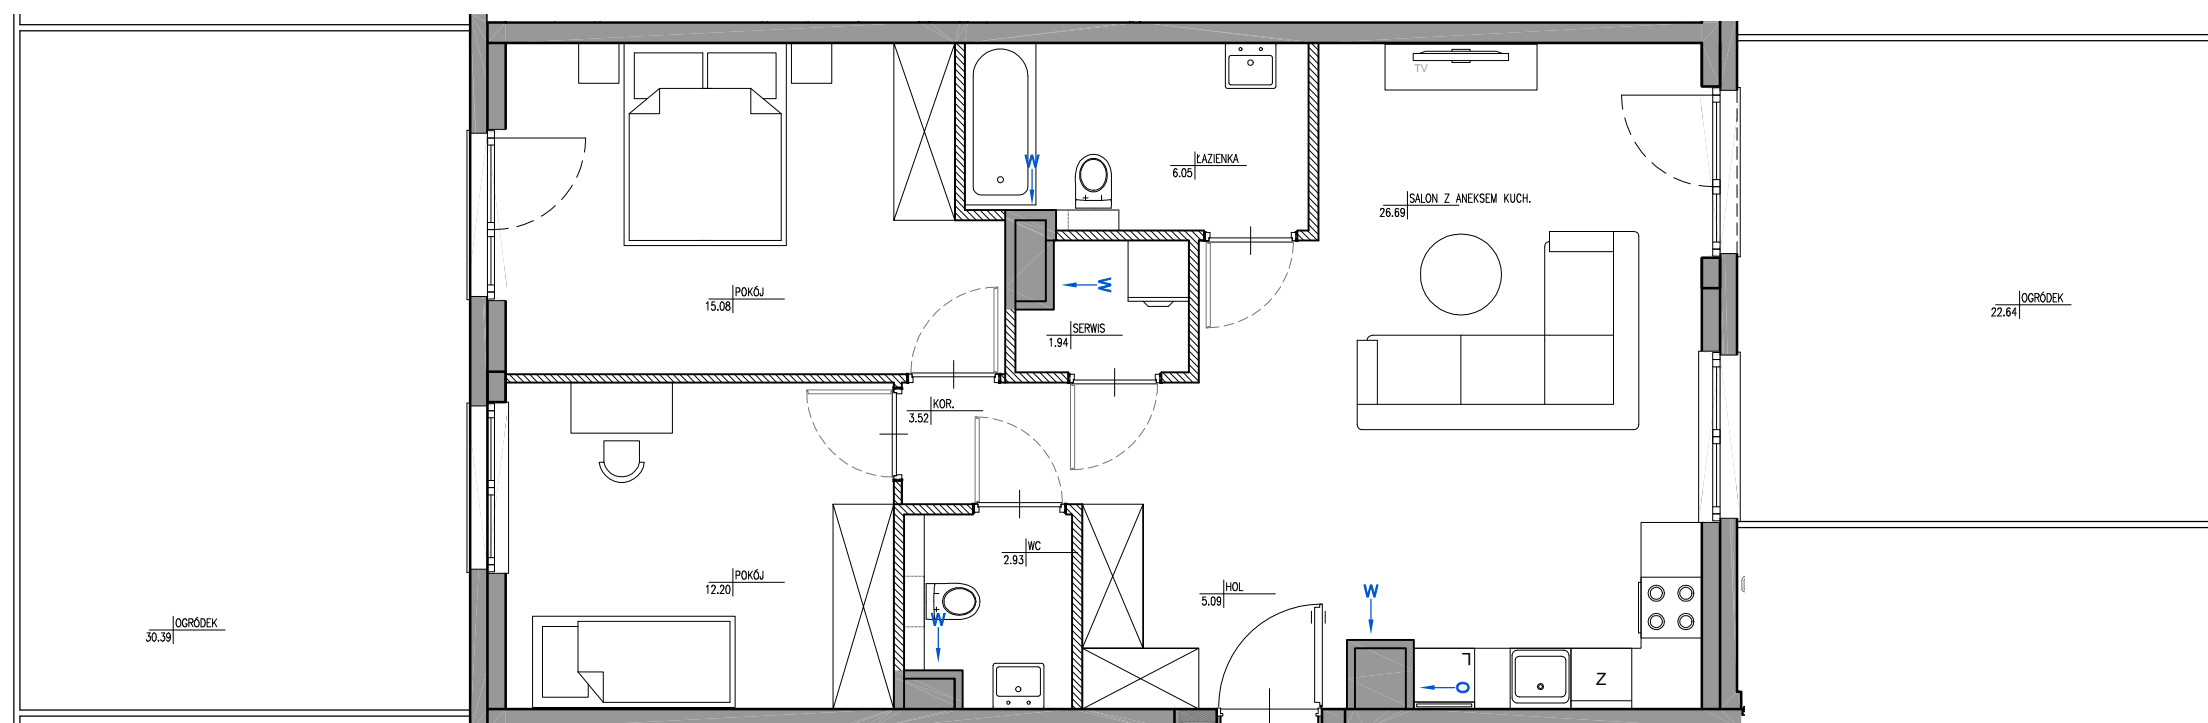 TV
W
ŁAZIENKA
6.05
SALON Z ANEKSEM KUCH.
26.69
POKÓJ
15.08
W
SERWIS
1.94
OGRÓDEK
22.64
KOR.
3.52
WC
2.93
POKÓJ
12.20
HOL
5.09
W
W
OGRÓDEK
30.39
L
O
Z